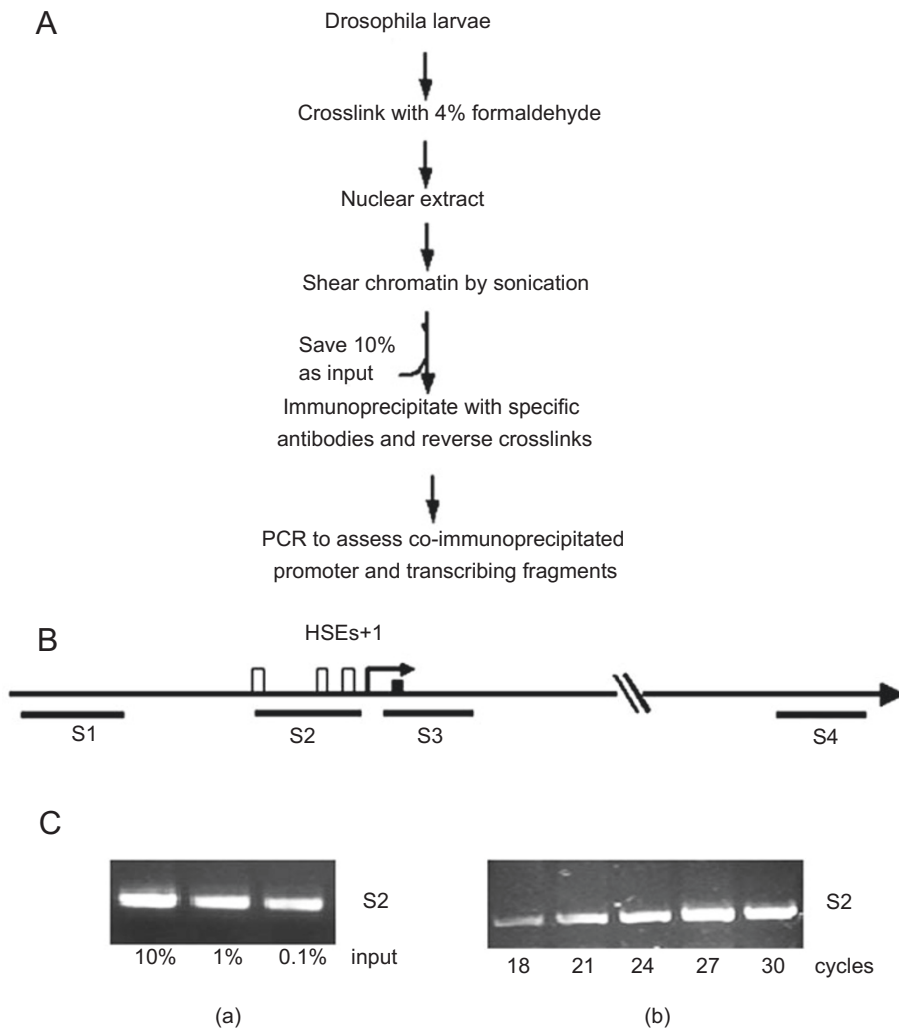 A
Drosophila larvae
Crosslink with 4% formaldehyde
Nuclear extract
Shear chromatin by sonication
Save 10%
as input
Immunoprecipitate with specific
antibodies and reverse crosslinks
PCR to assess co-immunoprecipitated
promoter and transcribing fragments
B
HSEs+1
S1 S2 S3 S4
C
S2
10% 1% 0.1% input
(a)
S2
18 21 24 27 30 cycles
(b)